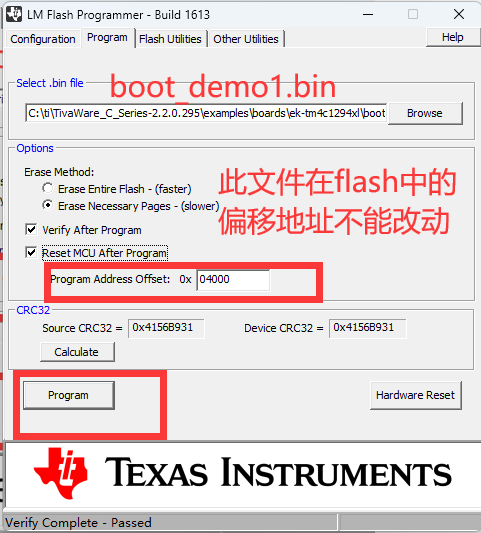 LM Flash Programmer - Build 1613
Configuration Program Flash Utilities Other Utilities Help
Select .bin file
boot_demo1.bin
C:\ti\TivaWare_C_Series-2.2.0.295\examples\boards\ek-tm4c1294xl\boot Browse
Options
Erase Method:
Erase Entire Flash - (faster)
Erase Necessary Pages - (slower)
此文件在flash中的
偏移地址不能改动
Verify After Program
Reset MCU After Program
Program Address Offset: 0x 04000
CRC32
Source CRC32 = 0x4156B931 Device CRC32 = 0x4156B931
Calculate
Program Hardware Reset
TEXAS INSTRUMENTS
Verify Complete - Passed